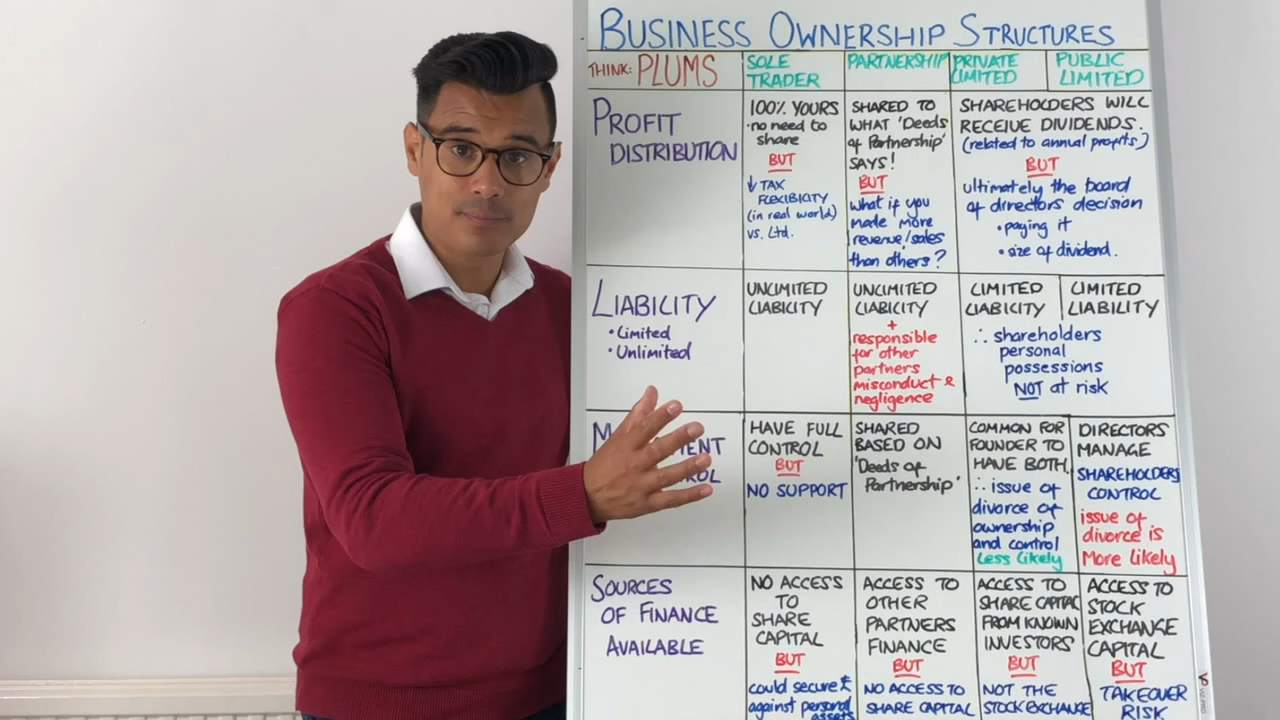 BUSINESS OWNERSHIP STRUCTURES
THINK: PLUMS
SOLE
TRADER
PARTNERSHIP
PRIVATE
LIMITED
PUBLIC
LIMITED
PROFIT
DISTRIBUTION
100% YOURS
·no need to
share
BUT
↓ TAX
FLEXIBILITY
(in real world)
vs. Ltd.
SHARED TO
WHAT 'Deeds
of Partnership'
SAYS!
BUT
what if you
made more
revenue/sales
than others?
SHAREHOLDERS WILL
RECEIVE DIVIDENDS.
(related to annual profits)
BUT
ultimately the board
of directors decision
• paying it
• size of dividend.
LIABILITY
• Limited
• Unlimited
UNLIMITED
LIABILITY
UNLIMITED
LIABILITY
+
responsible
for other
partners
misconduct &
negligence
LIMITED
LIABILITY
LIMITED
LIABILITY
∴ shareholders
personal
possessions
NOT at risk
HAVE FULL
CONTROL
BUT
NO SUPPORT
SHARED
BASED ON
'Deeds of
Partnership'
COMMON FOR
FOUNDER TO
HAVE BOTH,
∴ issue of
divorce of
ownership
and control
Less Likely
DIRECTORS
MANAGE
SHAREHOLDERS
CONTROL
issue of
divorce is
More likely
SOURCES
OF FINANCE
AVAILABLE
NO ACCESS
TO
SHARE
CAPITAL
BUT
could secure £
against personal
assets
ACCESS TO
OTHER
PARTNERS
FINANCE
BUT
NO ACCESS TO
SHARE CAPITAL
ACCESS TO
SHARE CAPITAL
FROM KNOWN
INVESTORS
BUT
NOT THE
STOCK EXCHANGE
ACCESS TO
STOCK
EXCHANGE
CAPITAL
BUT
TAKEOVER
RISK